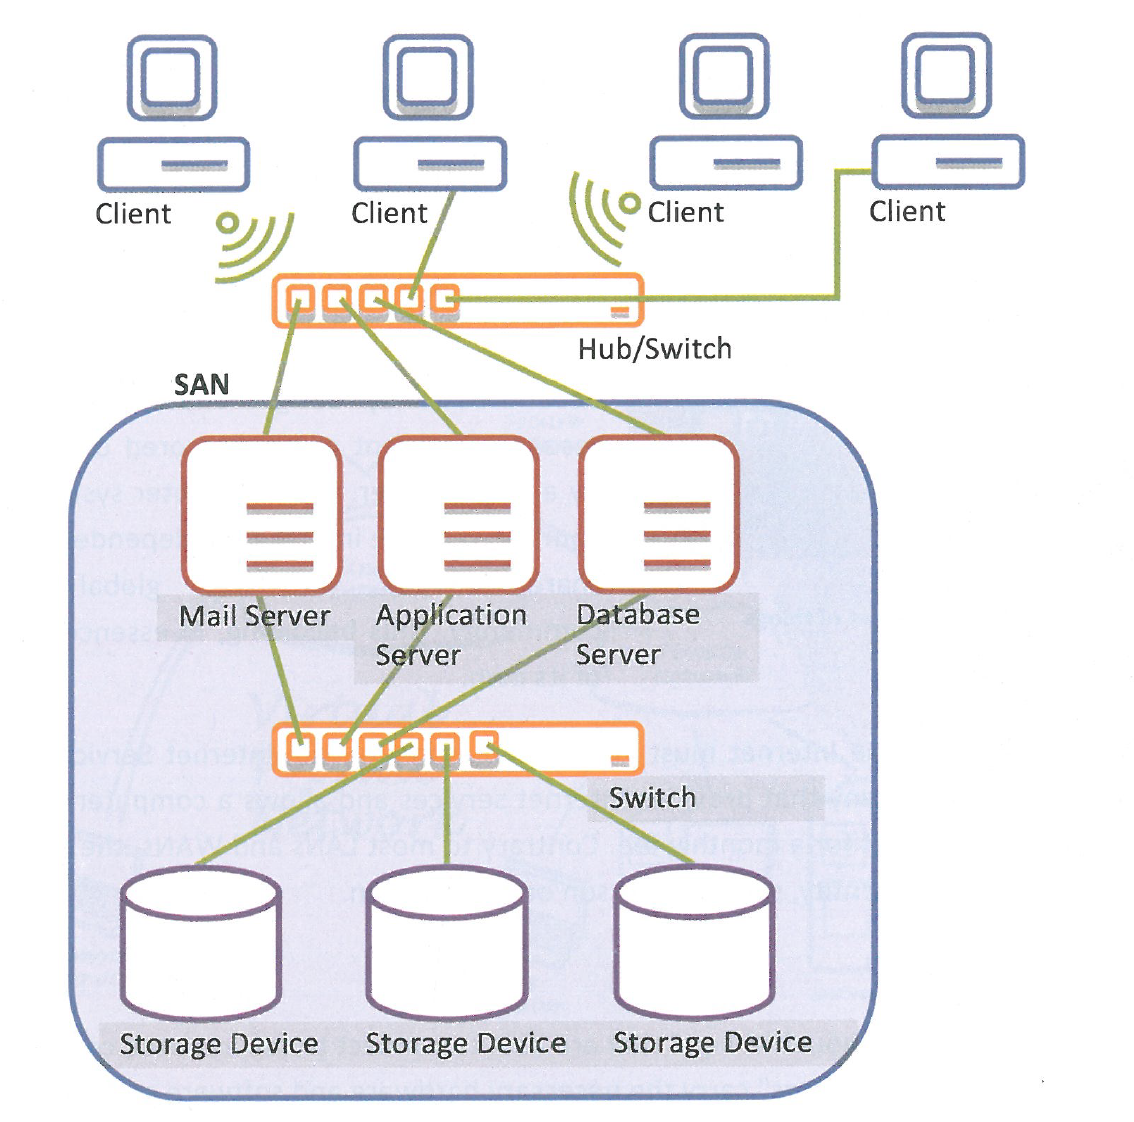 Client
Client
Client
Client
Hub/Switch
SAN
Mail Server
Application
Server
Database
Server
Switch
Storage Device
Storage Device
Storage Device